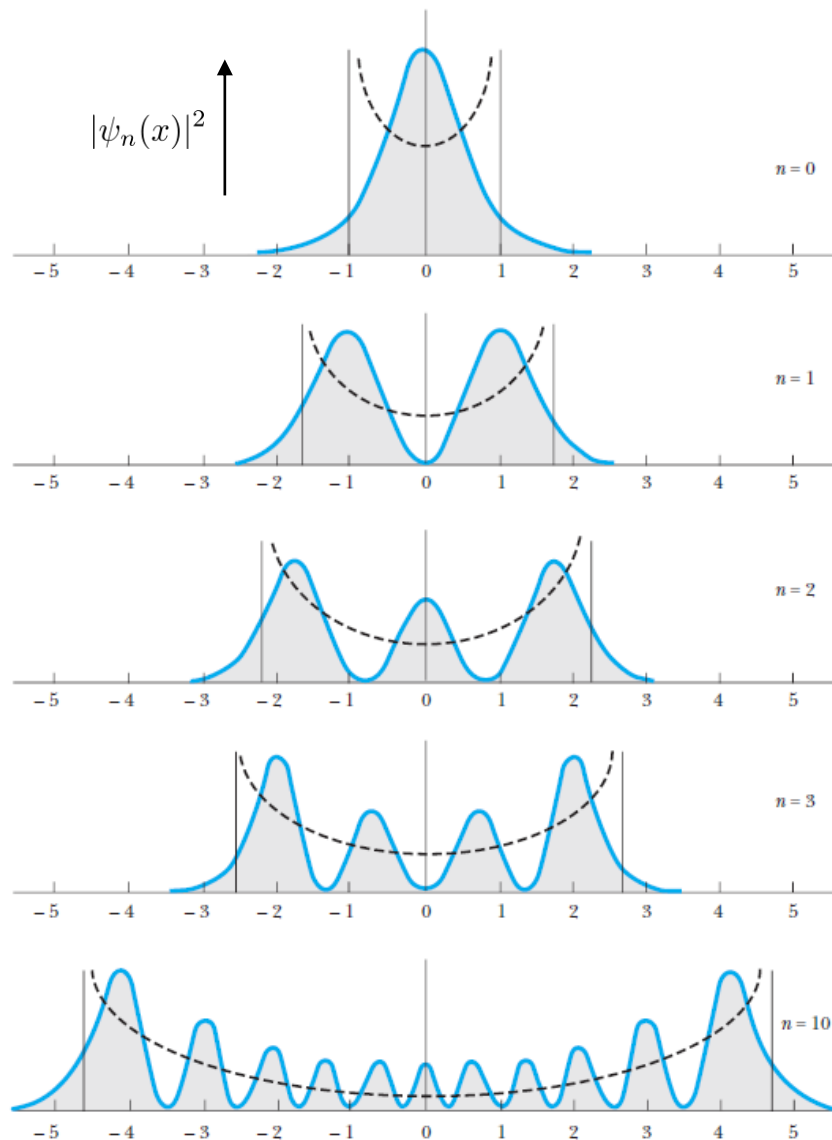 |ψₙ(x)|²
n = 0
– 5 – 4 – 3 – 2 – 1 0 1 2 3 4 5
n = 1
– 5 – 4 – 3 – 2 – 1 0 1 2 3 4 5
n = 2
– 5 – 4 – 3 – 2 – 1 0 1 2 3 4 5
n = 3
– 5 – 4 – 3 – 2 – 1 0 1 2 3 4 5
n = 10
– 5 – 4 – 3 – 2 – 1 0 1 2 3 4 5